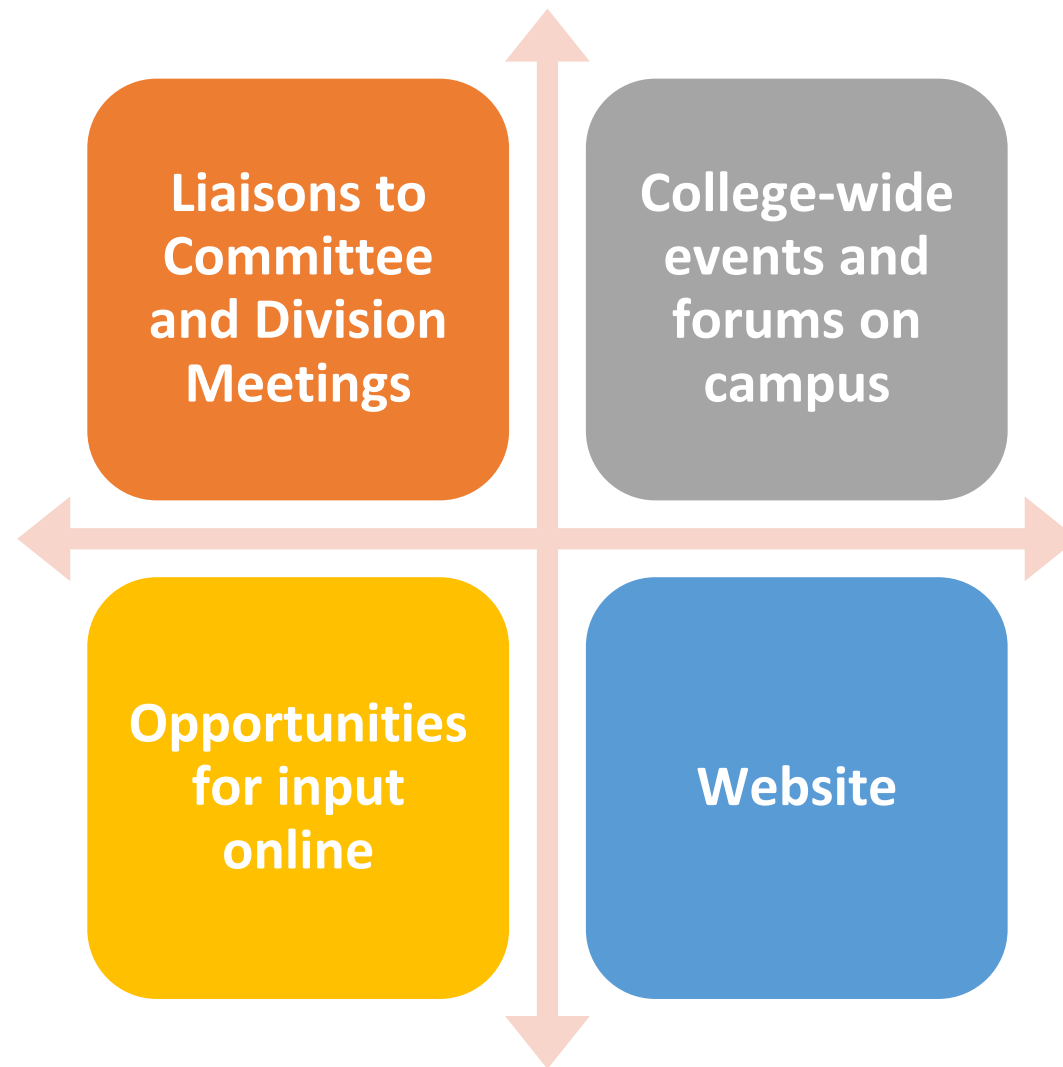 Liaisons to
Committee
and Division
Meetings
College-wide
events and
forums on
campus
Opportunities
for input
online
Website